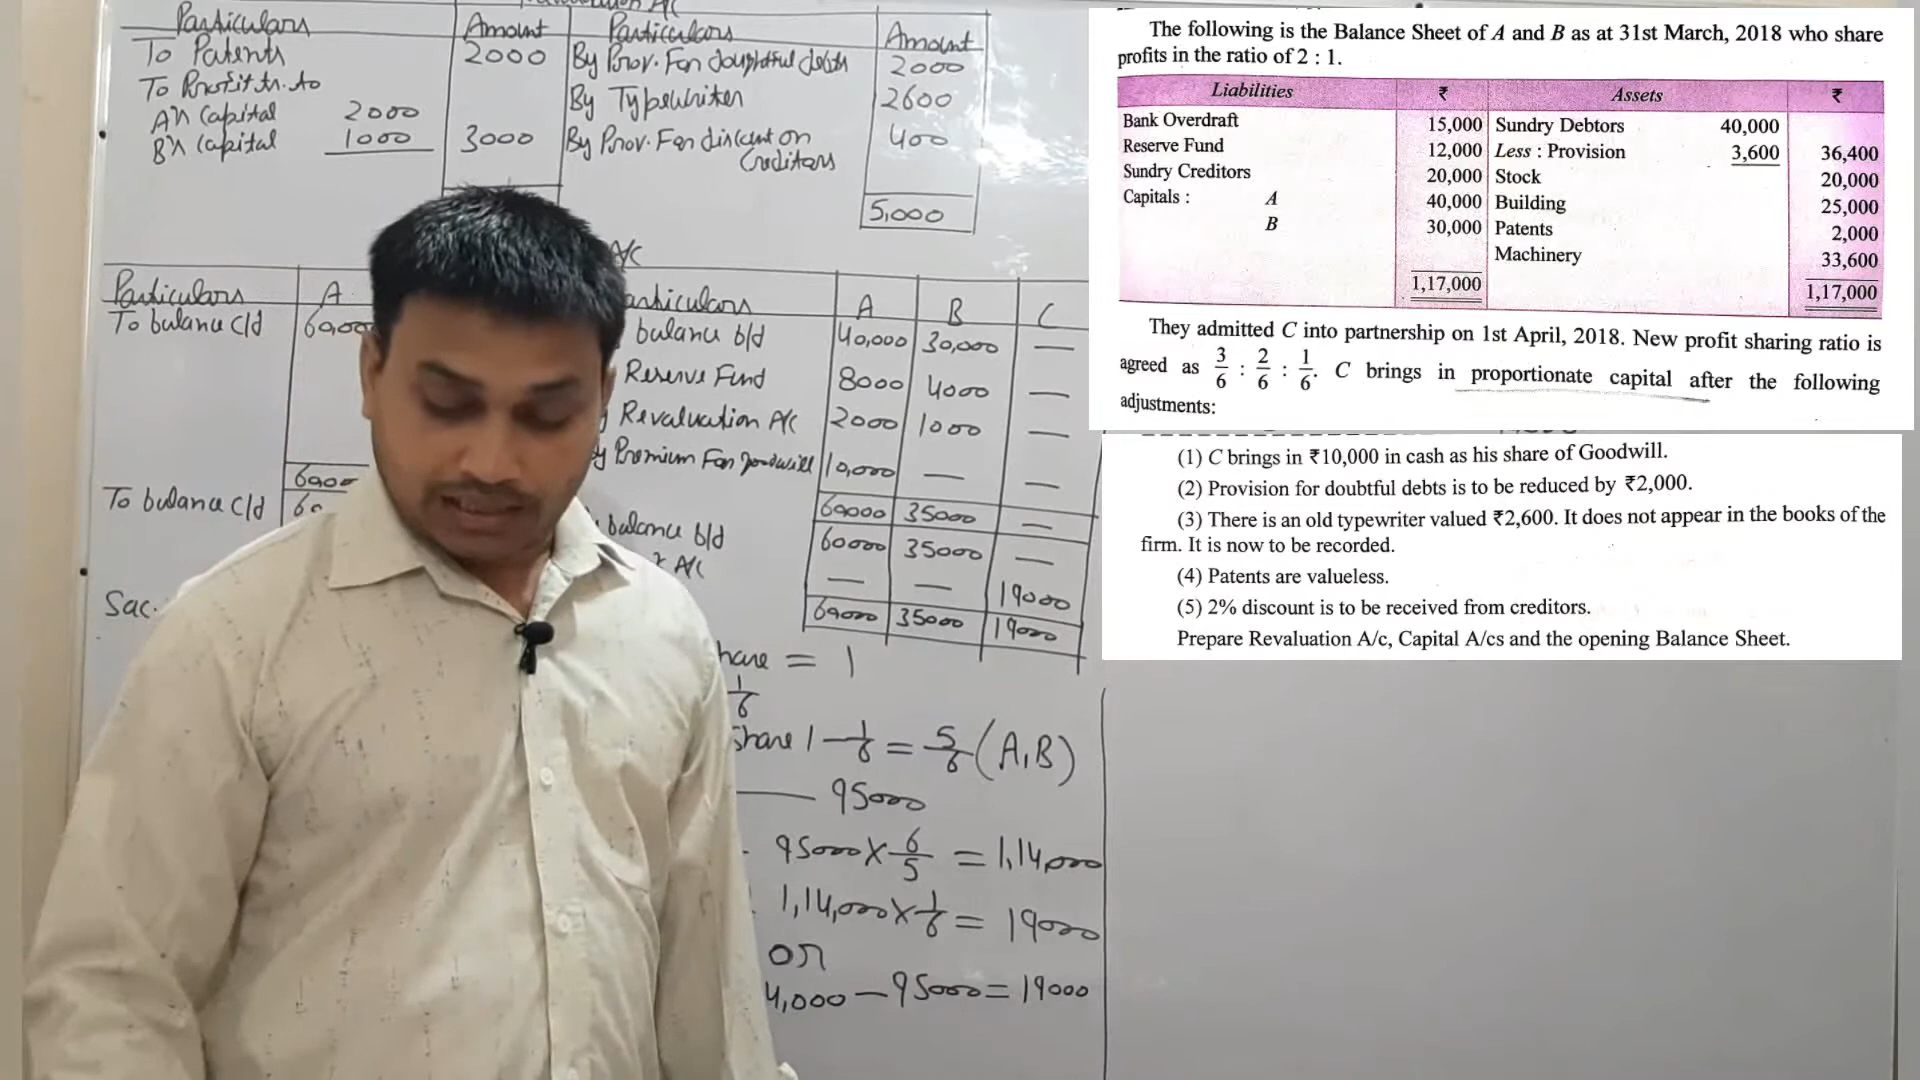 Particulars Amount Particulars Amount
To Patents 2000 By Prov. For doubtful debts 2000
To Profit tr. to By Typewriter 2600
A's Capital 2000
B's Capital 1000 3000 By Prov. For discount on 400
Creditors
5,000
A/C
Particulars A articulars A B C
To balance c/d 60,000 balance b/d 40,000 30,000 —
Reserve Fund 8000 4000 —
Revaluation A/c 2000 1000 —
y Premium For goodwill 10,000 — —
60000 35000 —
To balance c/d balance b/d 60000 35000 —
A/c — — 19000
60000 35000 19000
Sac.
hare = 1
1/6
Share 1 — 1/6 = 5/6 (A,B)
— 95000
95000 X 6/5 = 1,14,000
1,14,000 X 1/6 = 19000
or
4,000 — 95000 = 19000
The following is the Balance Sheet of A and B as at 31st March, 2018 who share
profits in the ratio of 2 : 1.
Liabilities ₹ Assets ₹
Bank Overdraft 15,000 Sundry Debtors 40,000
Reserve Fund 12,000 Less : Provision 3,600 36,400
Sundry Creditors 20,000 Stock 20,000
Capitals : A 40,000 Building 25,000
B 30,000 Patents 2,000
Machinery 33,600
1,17,000 1,17,000
They admitted C into partnership on 1st April, 2018. New profit sharing ratio is
agreed as 3/6 : 2/6 : 1/6. C brings in proportionate capital after the following
adjustments:
(1) C brings in ₹10,000 in cash as his share of Goodwill.
(2) Provision for doubtful debts is to be reduced by ₹2,000.
(3) There is an old typewriter valued ₹2,600. It does not appear in the books of the
firm. It is now to be recorded.
(4) Patents are valueless.
(5) 2% discount is to be received from creditors.
Prepare Revaluation A/c, Capital A/cs and the opening Balance Sheet.